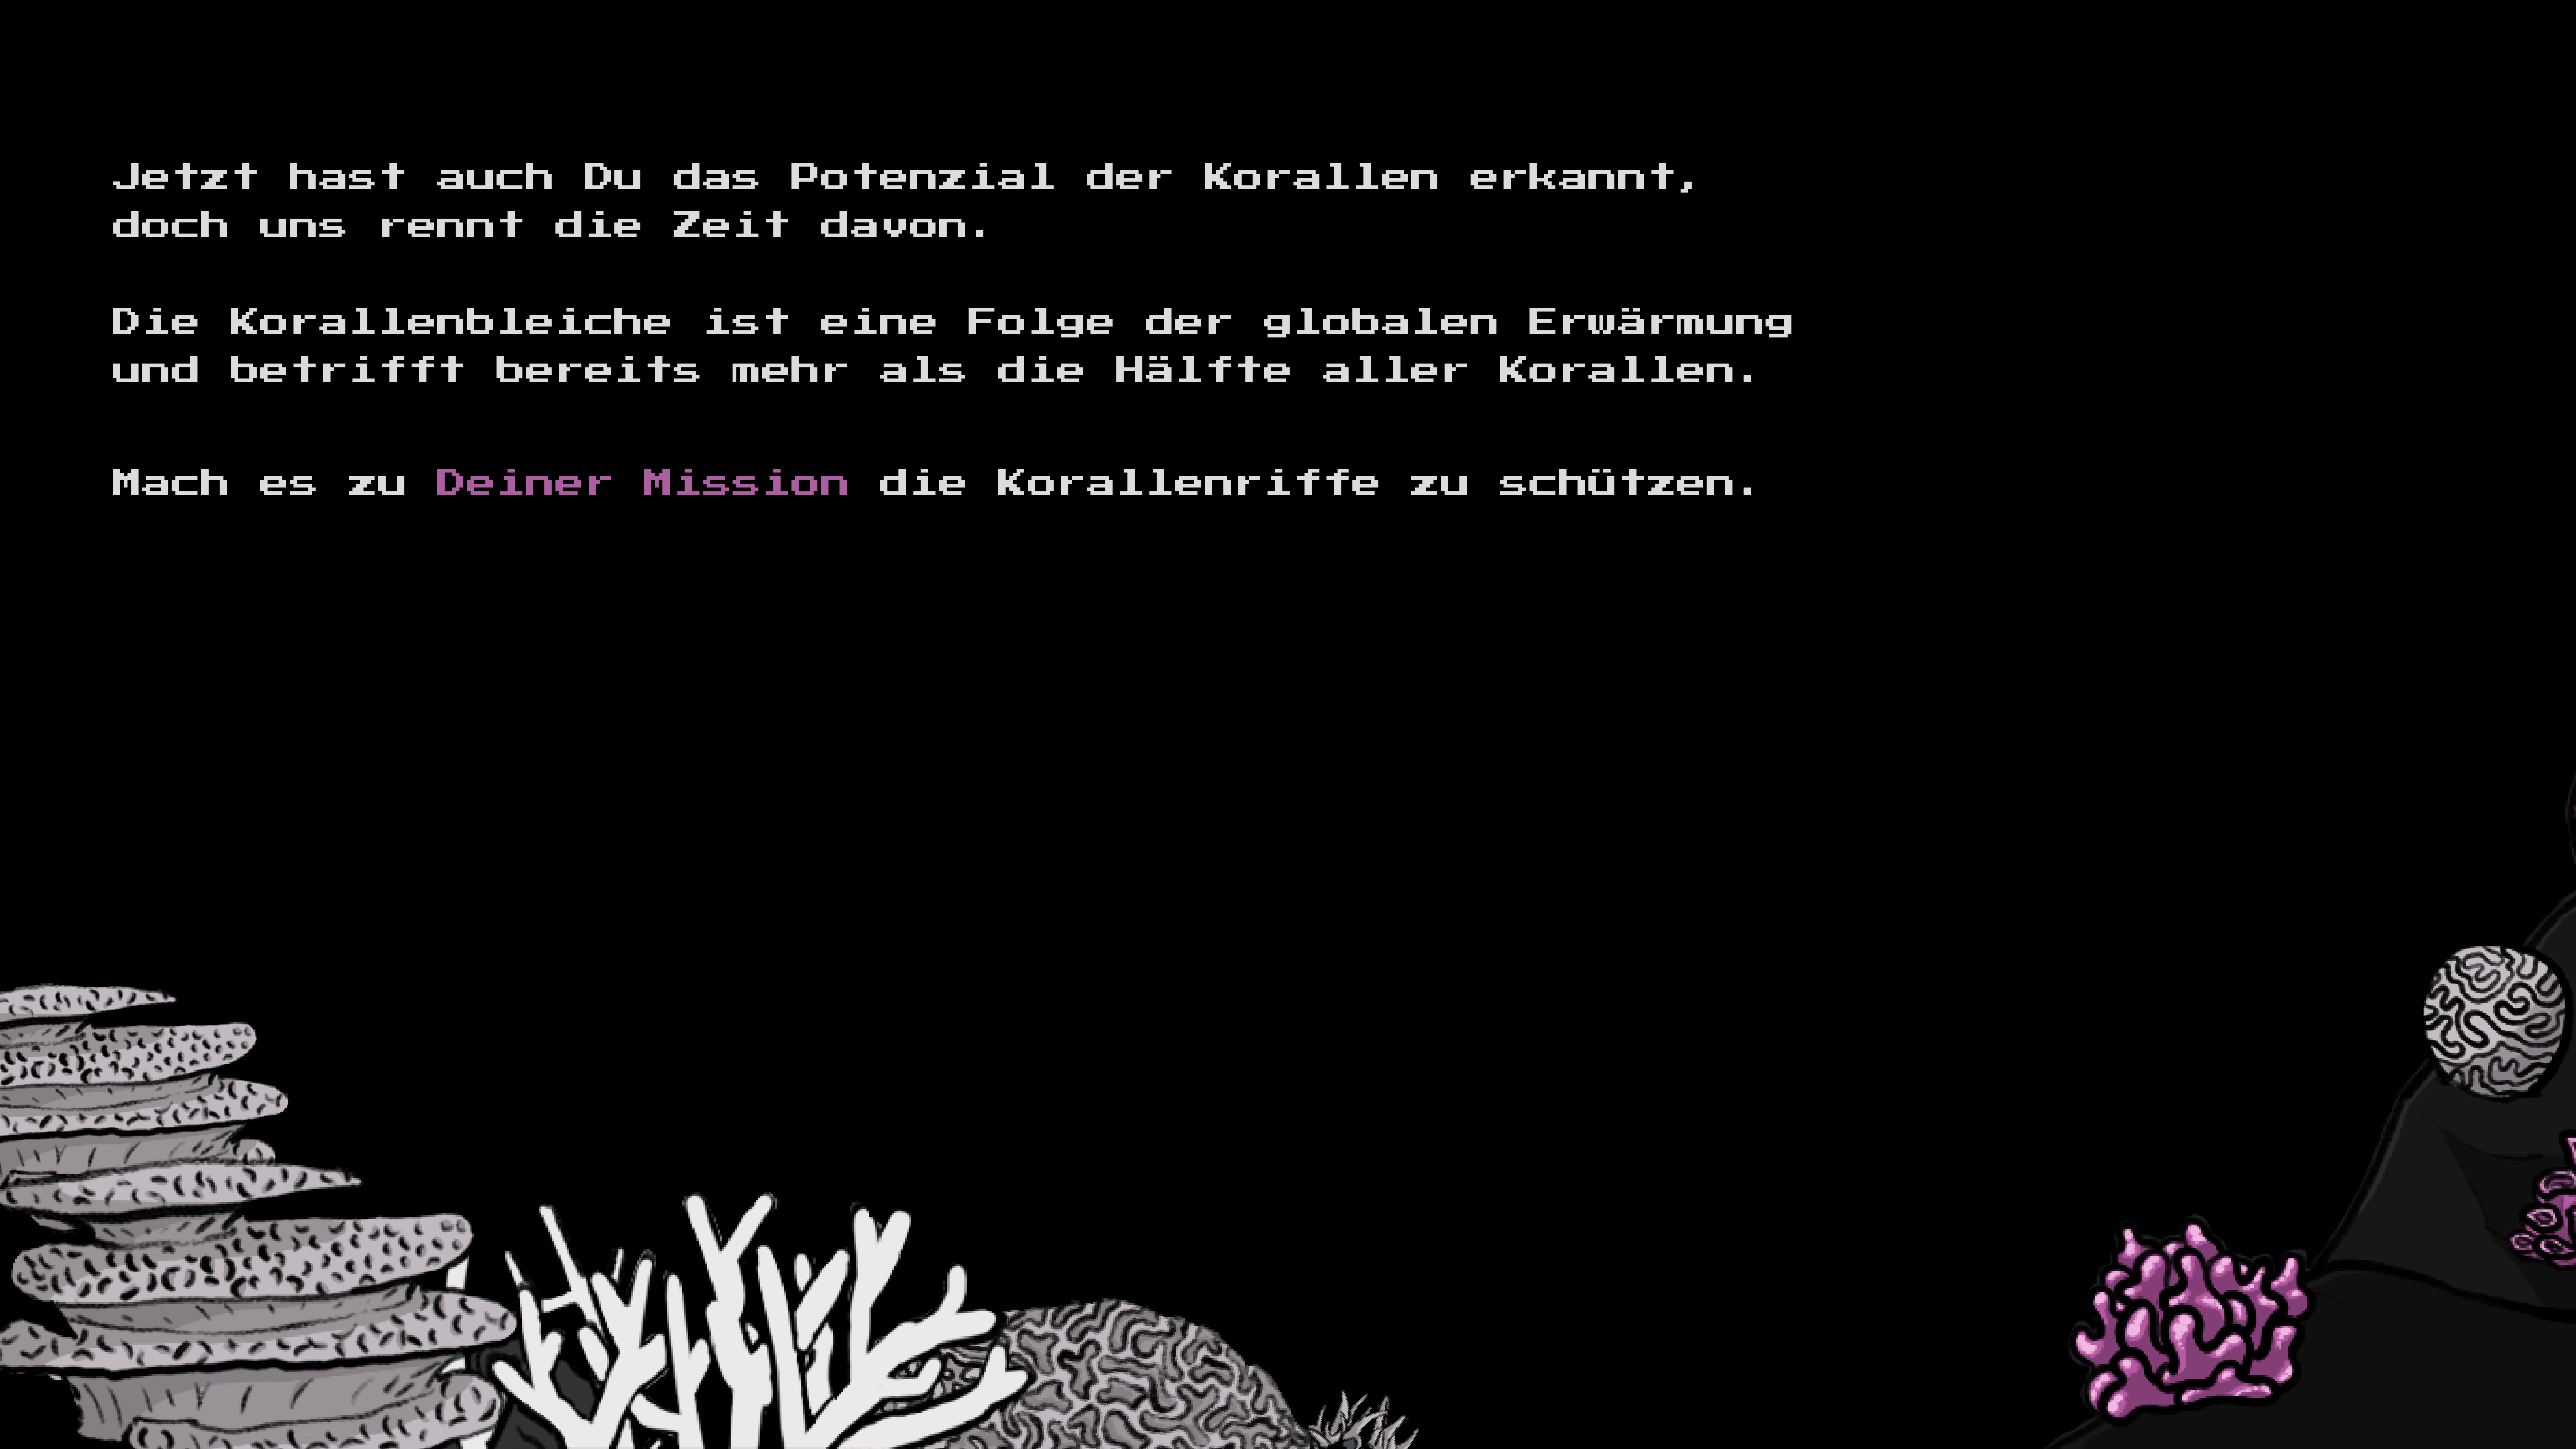 Jetzt hast auch Du das Potenzial der Korallen erkannt,
doch uns rennt die Zeit davon.
Die Korallenbleiche ist eine Folge der globalen Erwärmung
und betrifft bereits mehr als die Hälfte aller Korallen.
Mach es zu Deiner Mission die Korallenriffe zu schützen.